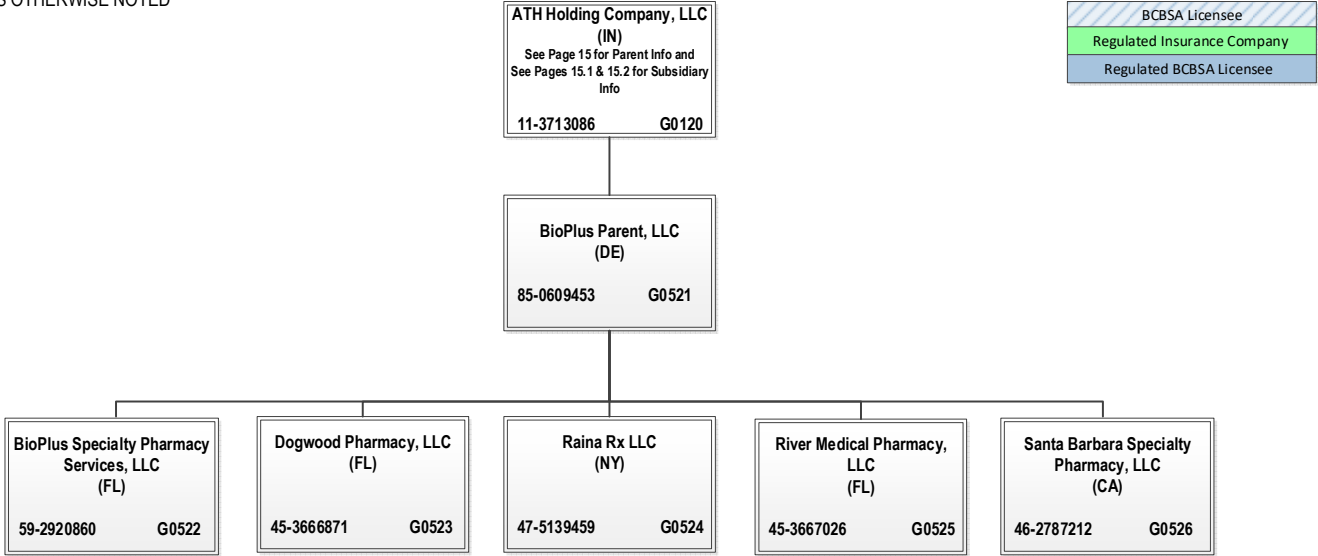 S OTHERWISE NOTED
ATH Holding Company, LLC
(IN)
See Page 15 for Parent Info and
See Pages 15.1 & 15.2 for Subsidiary
Info
11-3713086 G0120
BCBSA Licensee
Regulated Insurance Company
Regulated BCBSA Licensee
BioPlus Parent, LLC
(DE)
85-0609453 G0521
BioPlus Specialty Pharmacy
Services, LLC
(FL)
59-2920860 G0522
Dogwood Pharmacy, LLC
(FL)
45-3666871 G0523
Raina Rx LLC
(NY)
47-5139459 G0524
River Medical Pharmacy,
LLC
(FL)
45-3667026 G0525
Santa Barbara Specialty
Pharmacy, LLC
(CA)
46-2787212 G0526